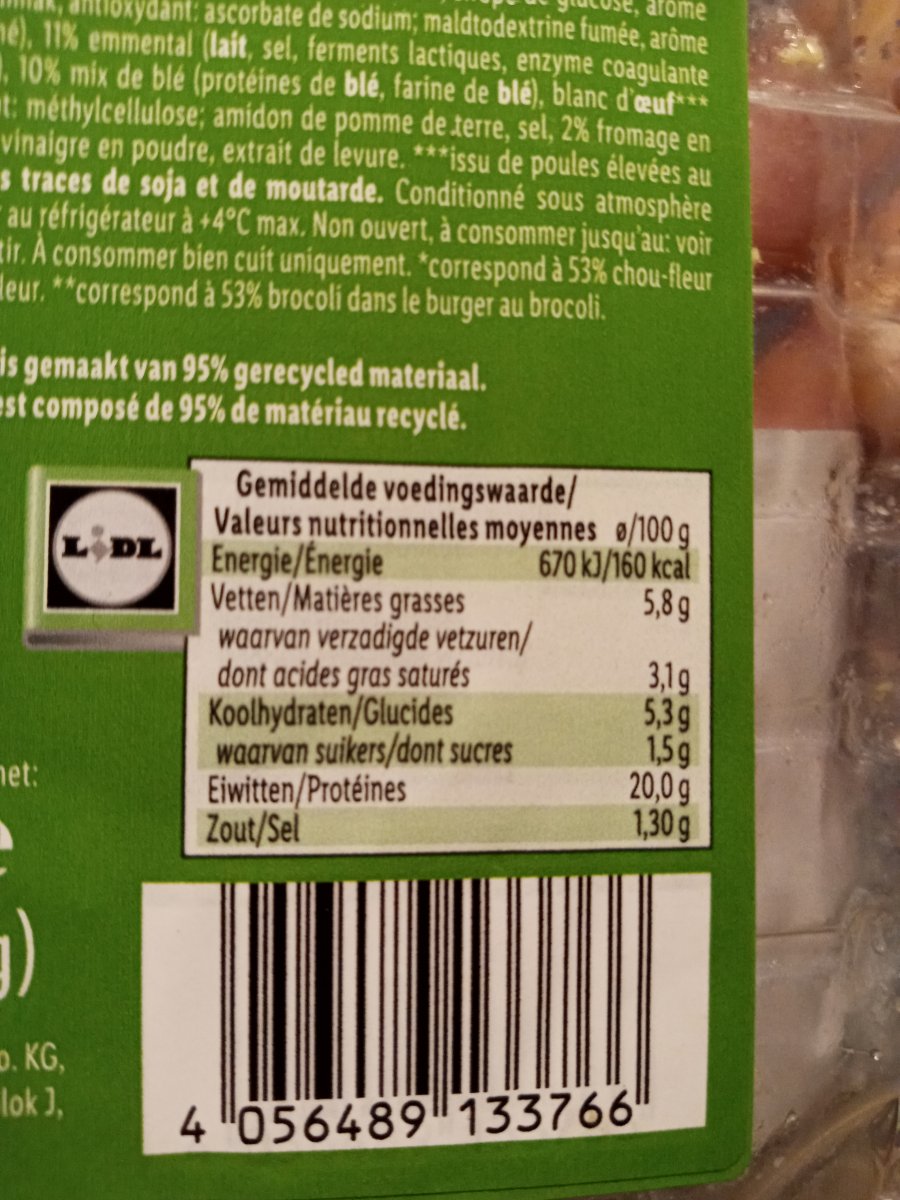 antioxydant: ascorbate de sodium; maldtodextrine fumée, arôme
11% emmental (lait, sel, ferments lactiques, enzyme coagulante
10% mix de blé (protéines de blé, farine de blé), blanc d'œuf***
méthylcellulose; amidon de pomme de terre, sel, 2% fromage en
vinaigre en poudre, extrait de levure. ***issu de poules élevées au
s traces de soja et de moutarde. Conditionné sous atmosphère
au réfrigérateur à +4°C max. Non ouvert, à consommer jusqu'au: voir
tir. À consommer bien cuit uniquement. *correspond à 53% chou-fleur
leur. **correspond à 53% brocoli dans le burger au brocoli.
is gemaakt van 95% gerecycled materiaal.
est composé de 95% de matériau recyclé.
LIDL
Gemiddelde voedingswaarde/
Valeurs nutritionnelles moyennes ø/100 g
Energie/Énergie 670 kJ/160 kcal
Vetten/Matières grasses 5,8 g
waarvan verzadigde vetzuren/
dont acides gras saturés 3,1 g
Koolhydraten/Glucides 5,3 g
waarvan suikers/dont sucres 1,5 g
Eiwitten/Protéines 20,0 g
Zout/Sel 1,30 g
net:
e
g)
o. KG,
lok J,
4 056489 133766